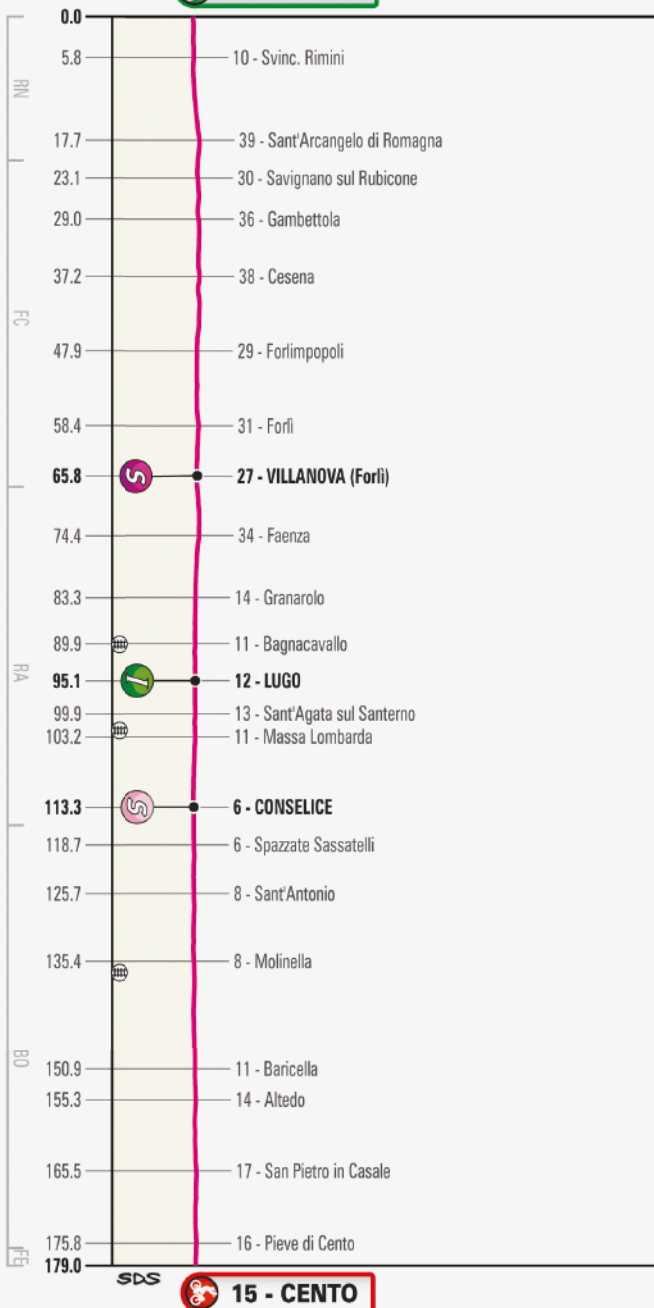 0.0
5.8 10 - Svinc. Rimini
RN
17.7 39 - Sant'Arcangelo di Romagna
23.1 30 - Savignano sul Rubicone
29.0 36 - Gambettola
37.2 38 - Cesena
FC
47.9 29 - Forlimpopoli
58.4 31 - Forlì
65.8 S 27 - VILLANOVA (Forlì)
74.4 34 - Faenza
83.3 14 - Granarolo
89.9 11 - Bagnacavallo
RA
95.1 I 12 - LUGO
99.9 13 - Sant'Agata sul Santerno
103.2 11 - Massa Lombarda
113.3 S 6 - CONSELICE
118.7 6 - Spazzate Sassatelli
125.7 8 - Sant'Antonio
135.4 8 - Molinella
BO
150.9 11 - Baricella
155.3 14 - Altedo
165.5 17 - San Pietro in Casale
175.8 16 - Pieve di Cento
FE
179.0
SDS
15 - CENTO